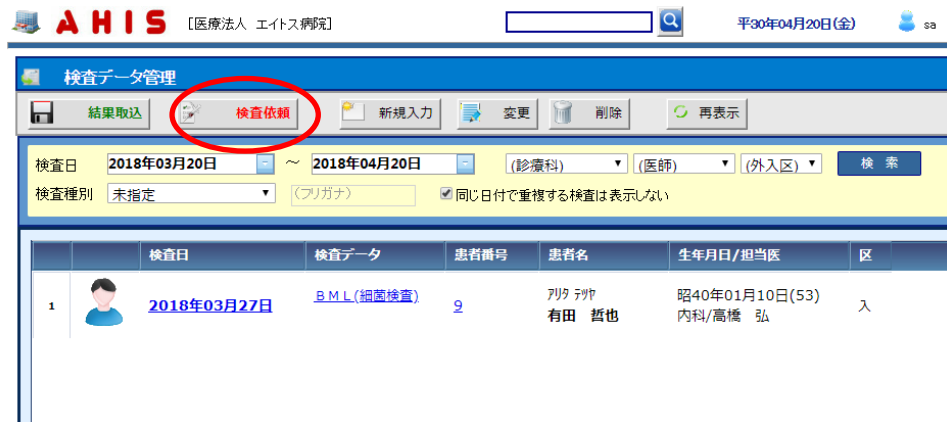 AHIS [医療法人 エイトス病院] 平30年04月20日(金) sa
検査データ管理
結果取込 検査依頼 新規入力 変更 削除 再表示
検査日 2018年03月20日 ～ 2018年04月20日 (診療科) (医師) (外入区) 検 索
検査種別 未指定 (フリガナ) 同じ日付で重複する検査は表示しない
検査日 検査データ 患者番号 患者名 生年月日/担当医 区
1 2018年03月27日 ＢＭＬ(細菌検査) 9 ｱﾘﾀ ﾃﾂﾔ 昭40年01月10日(53) 入
有田 哲也 内科/高橋 弘